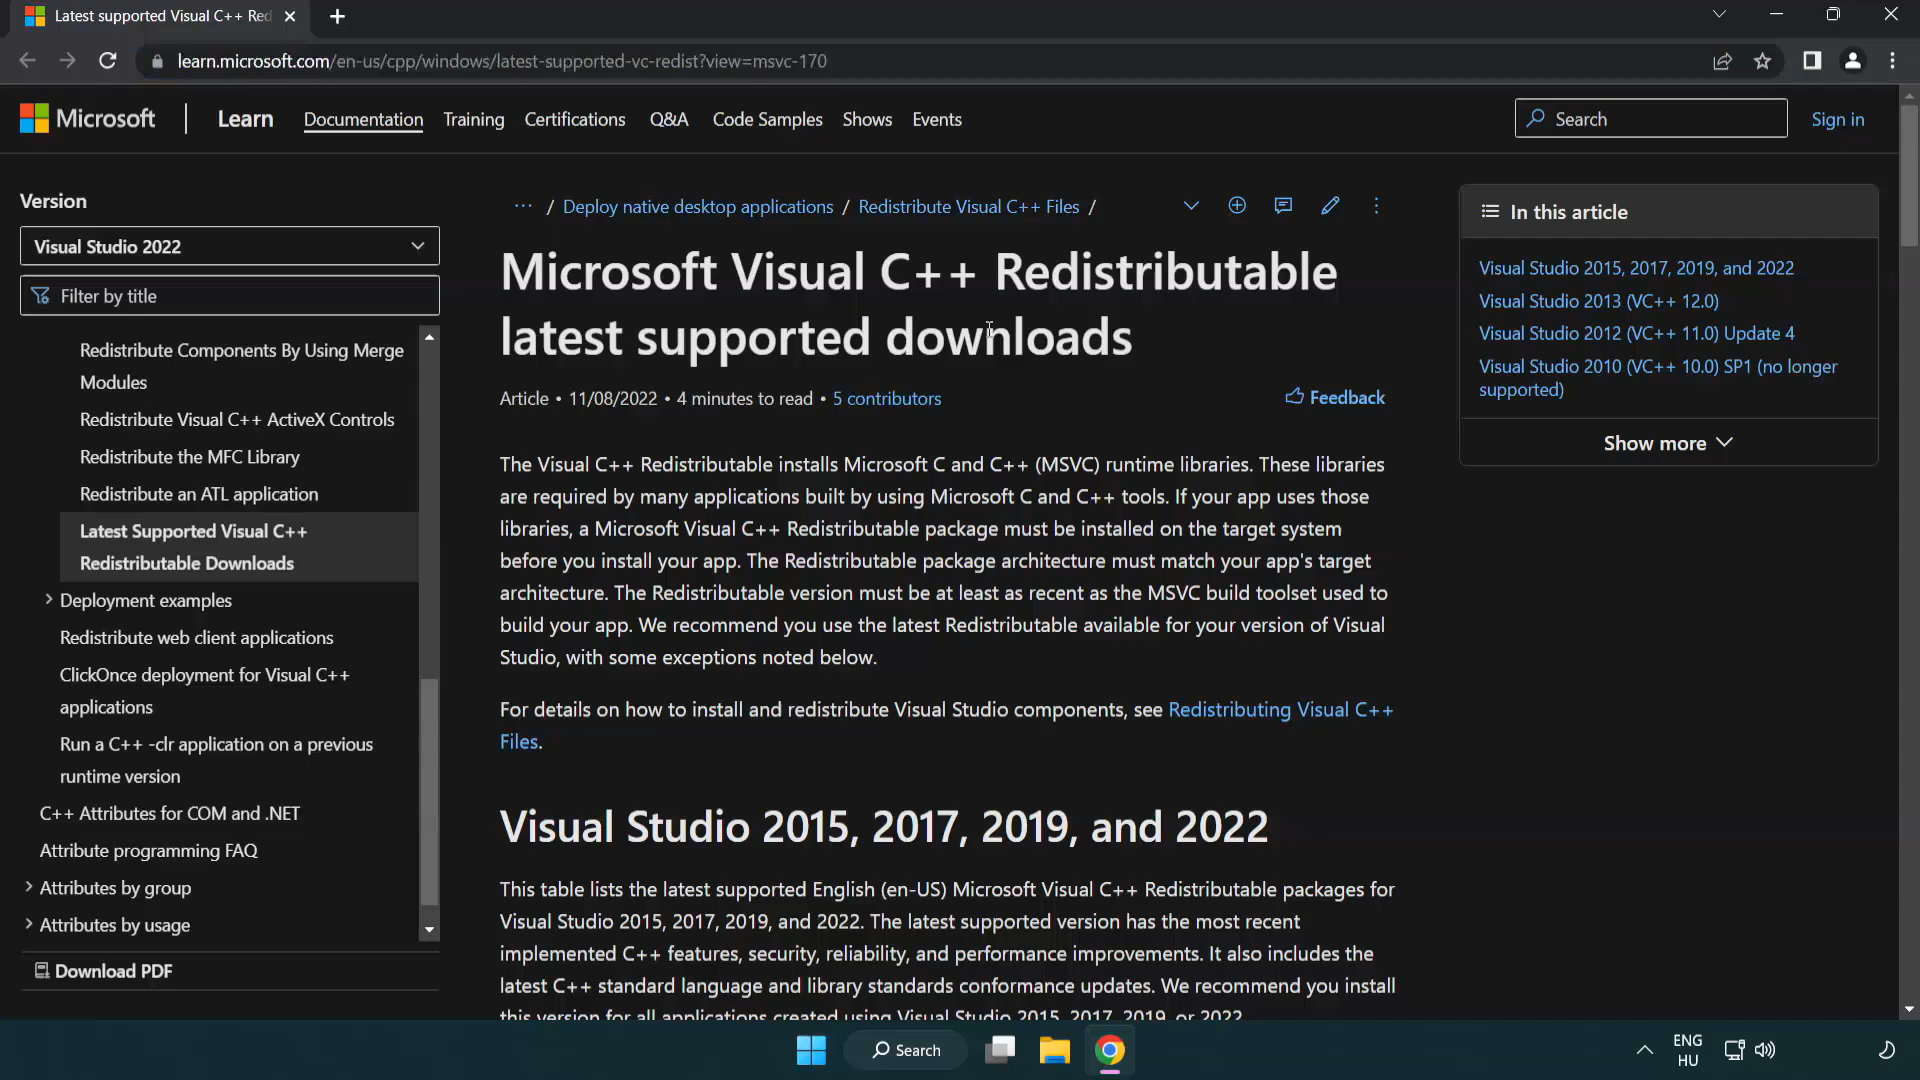 Latest supported Visual C++ Red
learn.microsoft.com/en-us/cpp/windows/latest-supported-vc-redist?view=msvc-170
Microsoft
Learn
Documentation
Training
Certifications
Q&A
Code Samples
Shows
Events
Search
Sign in
Version
Visual Studio 2022
Filter by title
Redistribute Components By Using Merge
Modules
Redistribute Visual C++ ActiveX Controls
Redistribute the MFC Library
Redistribute an ATL application
Latest Supported Visual C++
Redistributable Downloads
Deployment examples
Redistribute web client applications
ClickOnce deployment for Visual C++
applications
Run a C++ -clr application on a previous
runtime version
C++ Attributes for COM and .NET
Attribute programming FAQ
Attributes by group
Attributes by usage
Download PDF
··· / Deploy native desktop applications / Redistribute Visual C++ Files /
Microsoft Visual C++ Redistributable
latest supported downloads
Article • 11/08/2022 • 4 minutes to read • 5 contributors
Feedback
The Visual C++ Redistributable installs Microsoft C and C++ (MSVC) runtime libraries. These libraries
are required by many applications built by using Microsoft C and C++ tools. If your app uses those
libraries, a Microsoft Visual C++ Redistributable package must be installed on the target system
before you install your app. The Redistributable package architecture must match your app's target
architecture. The Redistributable version must be at least as recent as the MSVC build toolset used to
build your app. We recommend you use the latest Redistributable available for your version of Visual
Studio, with some exceptions noted below.
For details on how to install and redistribute Visual Studio components, see Redistributing Visual C++
Files.
Visual Studio 2015, 2017, 2019, and 2022
This table lists the latest supported English (en-US) Microsoft Visual C++ Redistributable packages for
Visual Studio 2015, 2017, 2019, and 2022. The latest supported version has the most recent
implemented C++ features, security, reliability, and performance improvements. It also includes the
latest C++ standard language and library standards conformance updates. We recommend you install
this version for all applications created using Visual Studio 2015, 2017, 2019, or 2022.
In this article
Visual Studio 2015, 2017, 2019, and 2022
Visual Studio 2013 (VC++ 12.0)
Visual Studio 2012 (VC++ 11.0) Update 4
Visual Studio 2010 (VC++ 10.0) SP1 (no longer
supported)
Show more
Search
ENG
HU